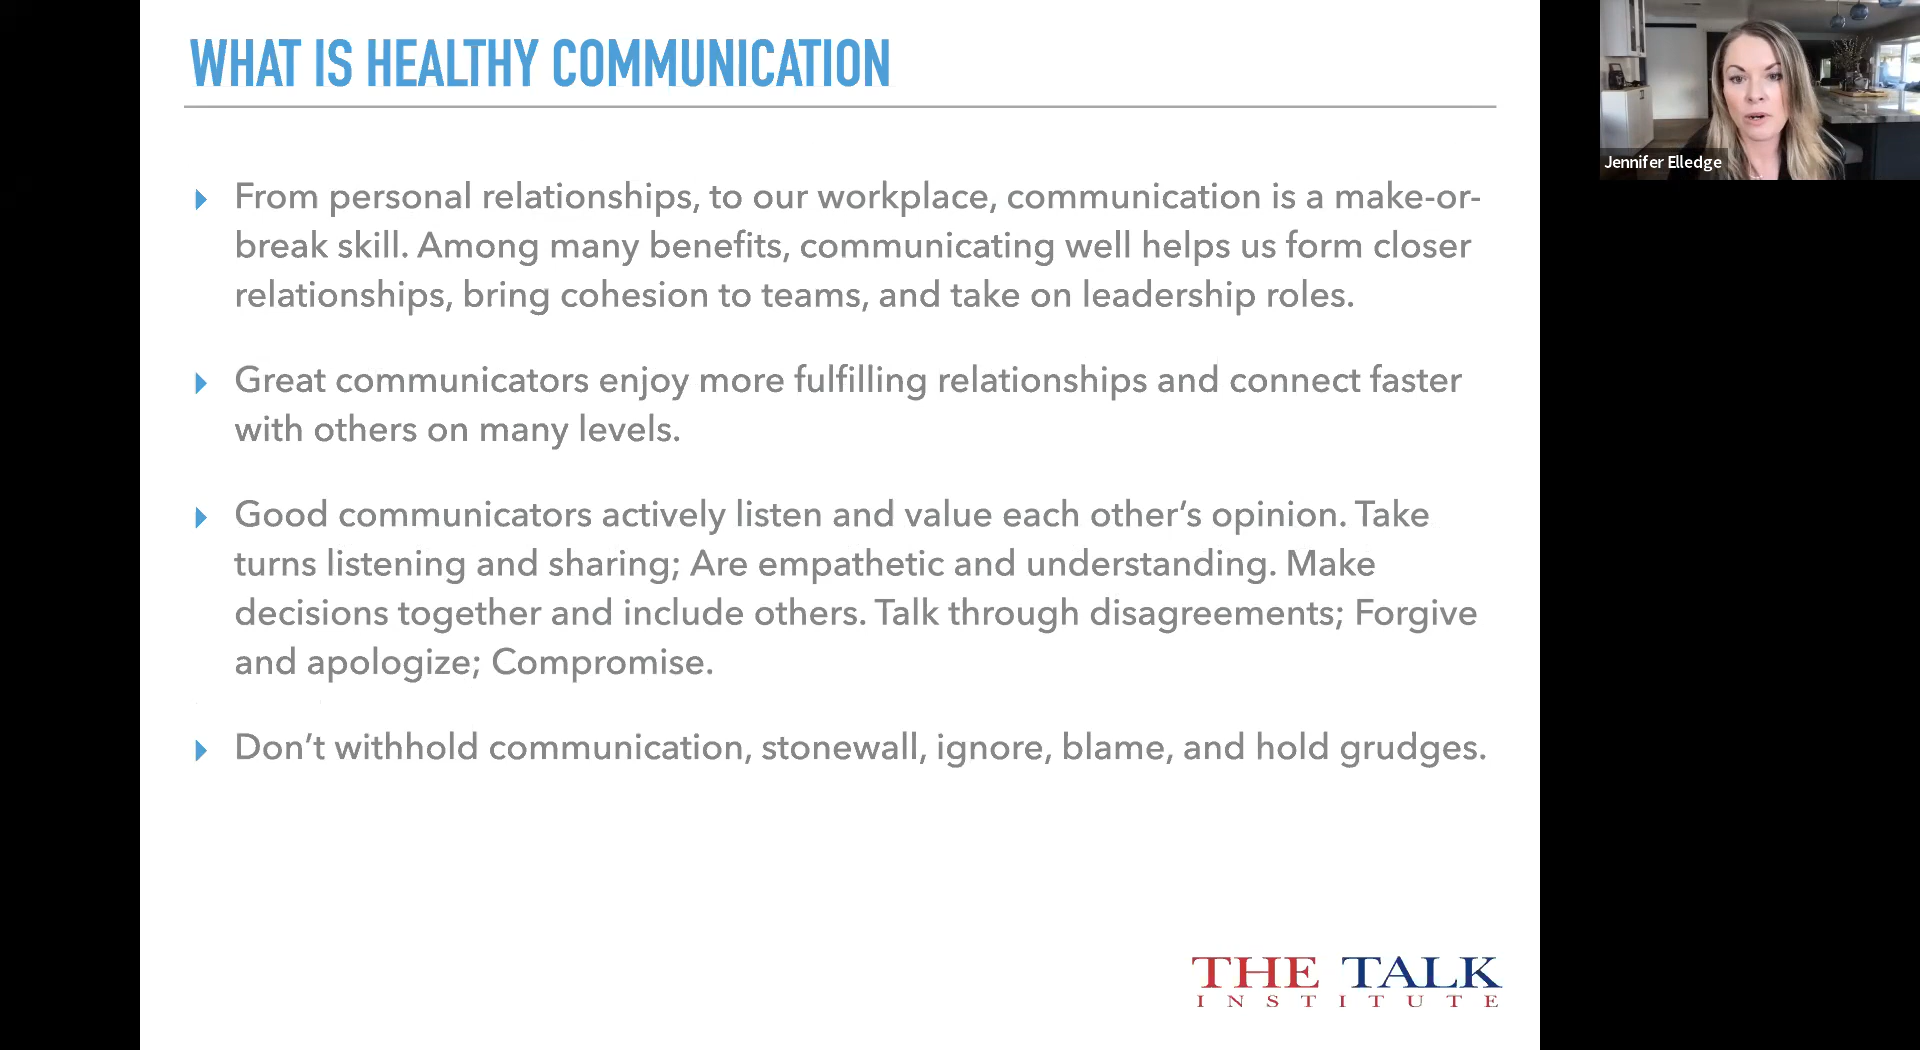 WHAT IS HEALTHY COMMUNICATION
From personal relationships, to our workplace, communication is a make-or-
break skill. Among many benefits, communicating well helps us form closer
relationships, bring cohesion to teams, and take on leadership roles.
Great communicators enjoy more fulfilling relationships and connect faster
with others on many levels.
Good communicators actively listen and value each other’s opinion. Take
turns listening and sharing; Are empathetic and understanding. Make
decisions together and include others. Talk through disagreements; Forgive
and apologize; Compromise.
Don’t withhold communication, stonewall, ignore, blame, and hold grudges.
THE TALK
INSTITUTE
Jennifer Elledge